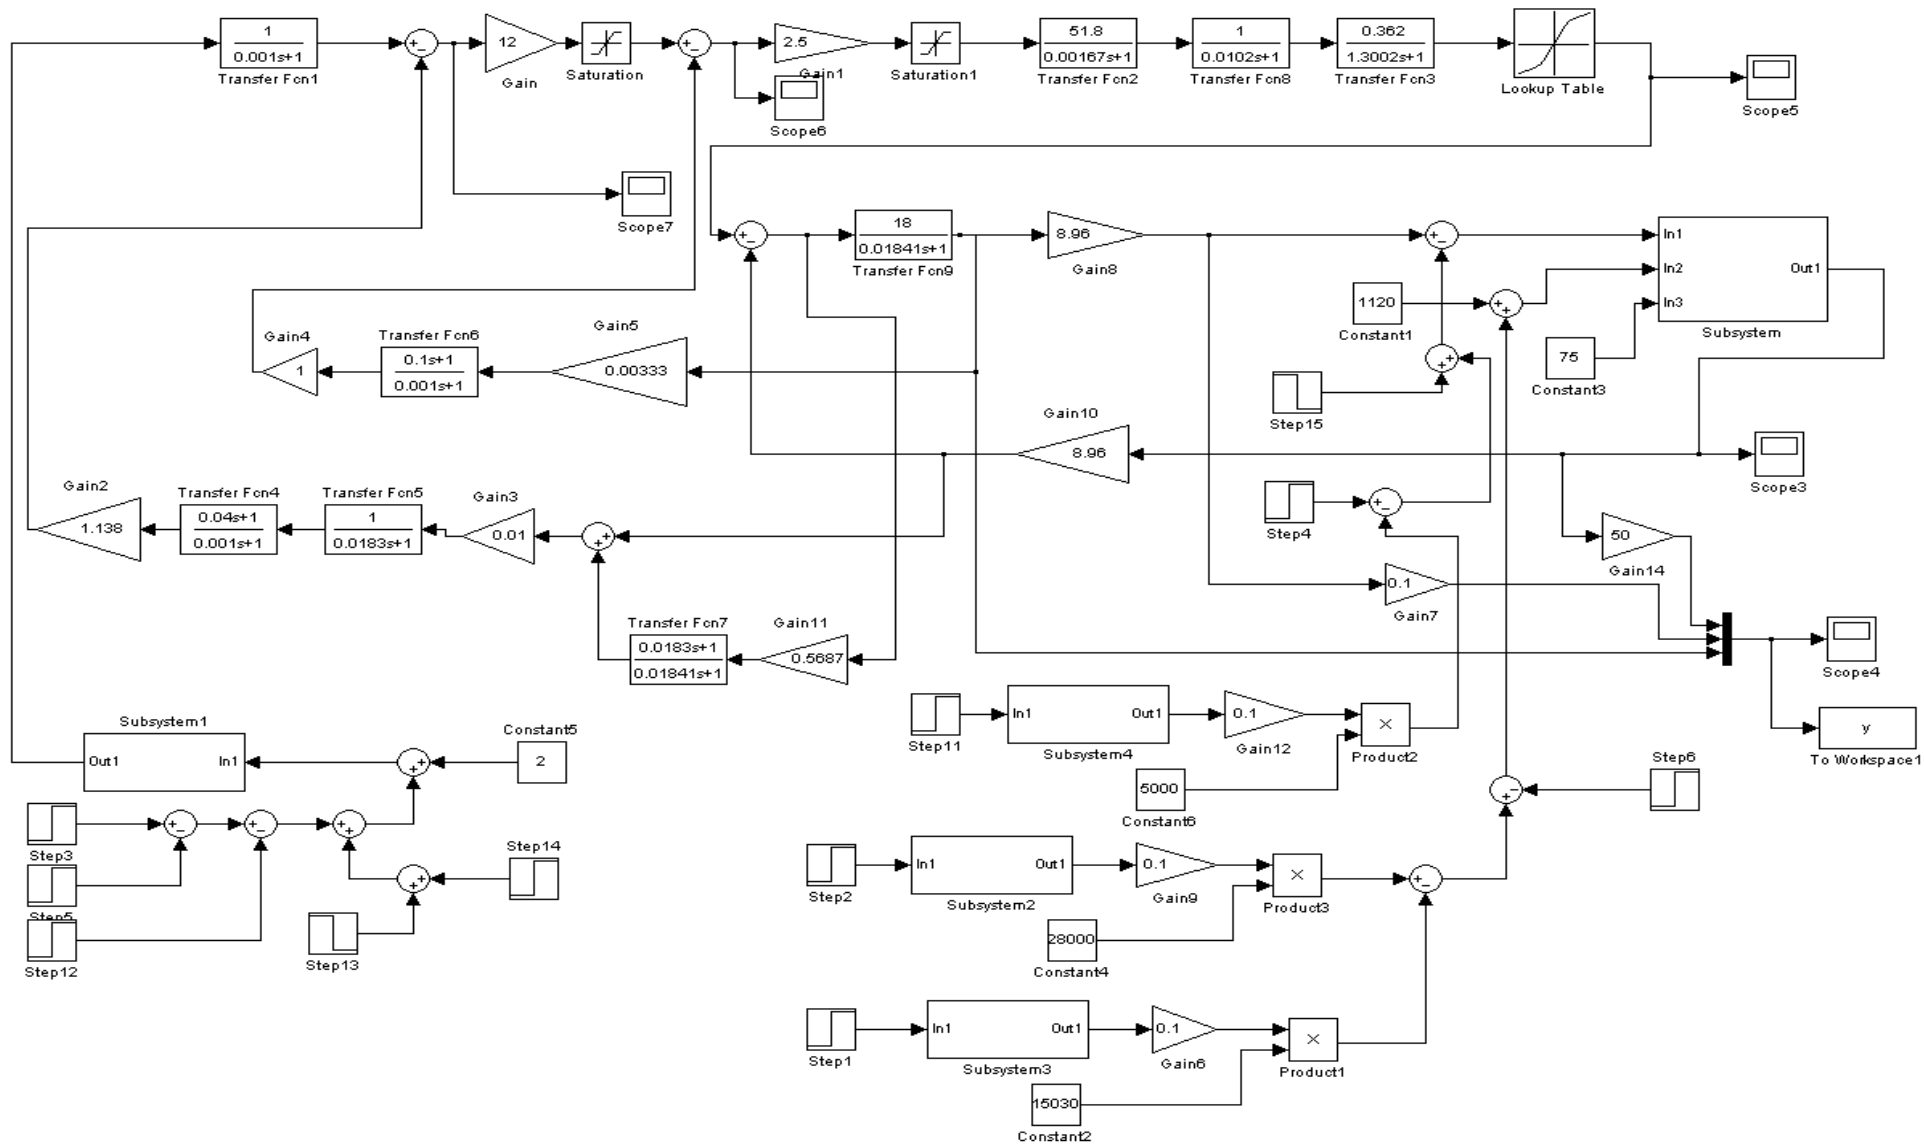 1
0.001s+1
Transfer Fcn1
+
−
12
Gain
Saturation
+
−
2.5
Gain1
Saturation1
51.8
0.00167s+1
Transfer Fcn2
1
0.0102s+1
Transfer Fcn8
0.362
1.3002s+1
Transfer Fcn3
Lookup Table
Scope5
Scope6
Scope7
+
−
18
0.01841s+1
Transfer Fcn9
8.96
Gain8
+
−
In1
In2
In3
Out1
Subsystem
1120
Constant1
+
+
75
Constant3
Gain4
1
Transfer Fcn6
0.1s+1
0.001s+1
Gain5
0.00333
+
+
Step15
Gain10
8.96
Scope3
Gain2
1.138
Transfer Fcn4
0.04s+1
0.001s+1
Transfer Fcn5
1
0.0183s+1
Gain3
0.01
+
+
Step4
+
−
50
Gain14
0.1
Gain7
Transfer Fcn7
0.0183s+1
0.01841s+1
Gain11
0.5687
Scope4
y
To Workspace1
Step11
In1
Out1
Subsystem4
0.1
Gain12
×
Product2
5000
Constant6
Step6
+
−
Subsystem1
Out1
In1
+
+
Constant5
2
Step3
+
−
+
−
+
+
Step5
Step12
Step13
+
+
Step14
Step2
In1
Out1
Subsystem2
0.1
Gain9
×
Product3
28000
Constant4
+
−
Step1
In1
Out1
Subsystem3
0.1
Gain6
×
Product1
15030
Constant2